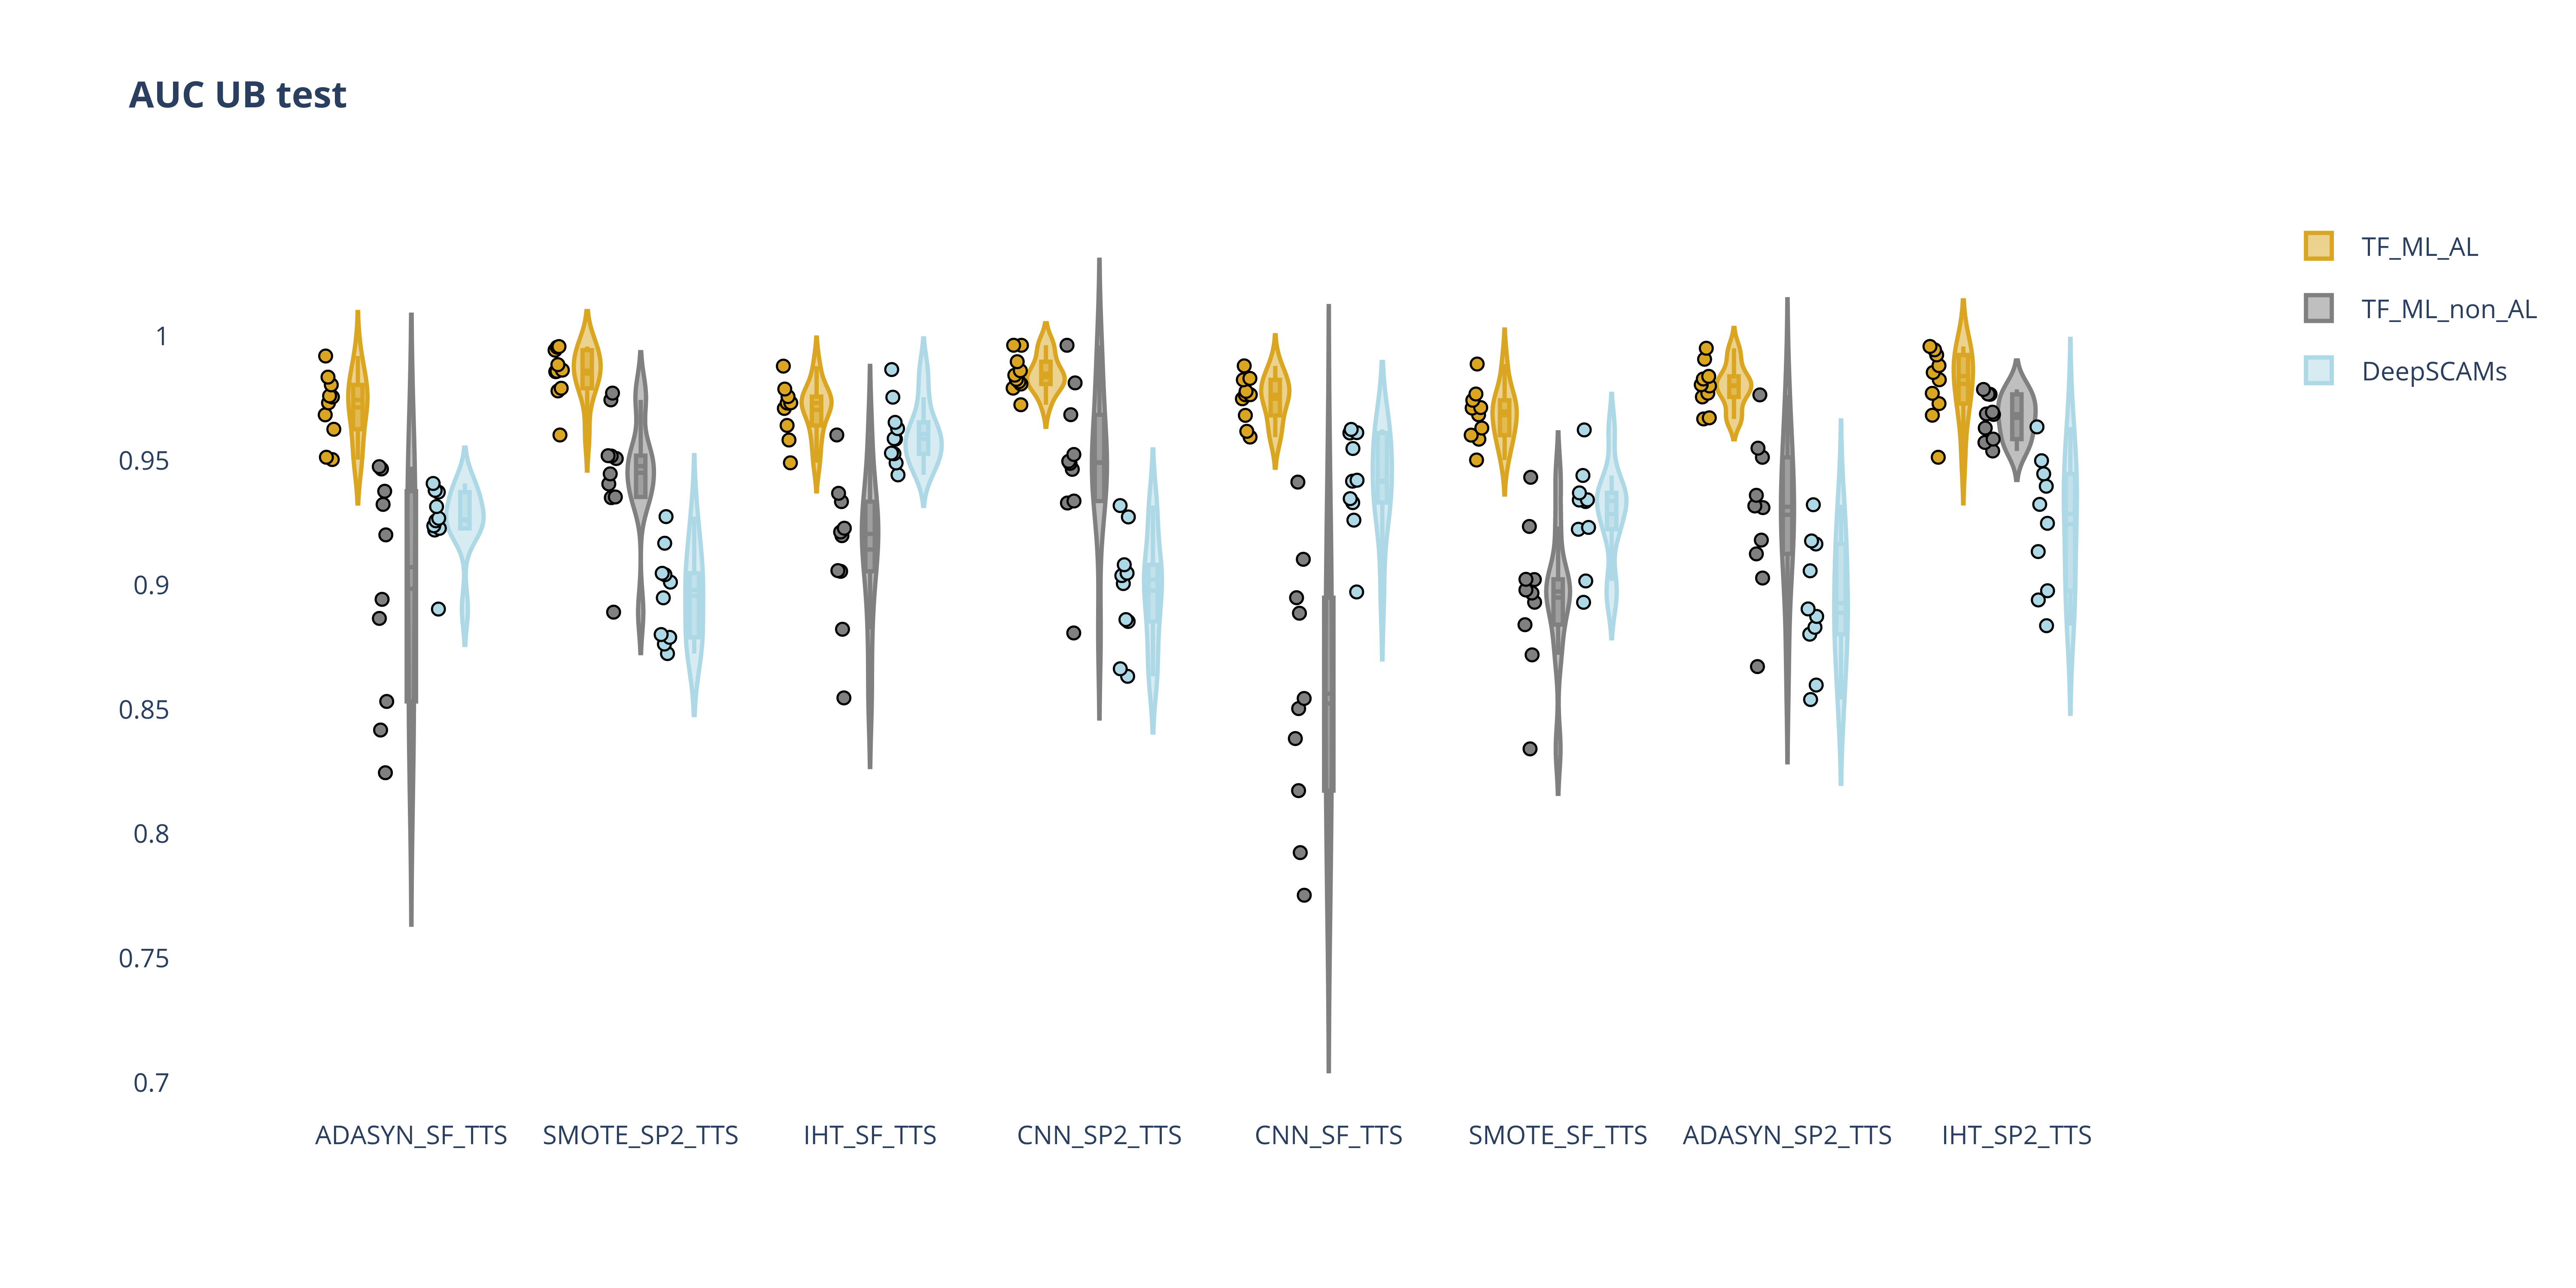 AUC UB test
TF_ML_AL
TF_ML_non_AL
DeepSCAMs
1
0.95
0.9
0.85
0.8
0.75
0.7
ADASYN_SF_TTS
SMOTE_SP2_TTS
IHT_SF_TTS
CNN_SP2_TTS
CNN_SF_TTS
SMOTE_SF_TTS
ADASYN_SP2_TTS
IHT_SP2_TTS